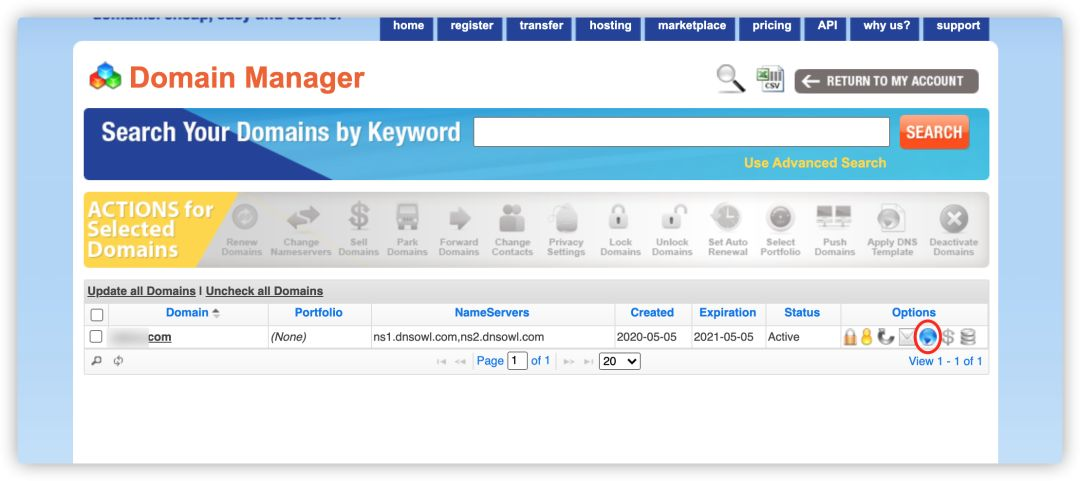 domains. cheap, easy and secure.
home register transfer hosting marketplace pricing API why us? support
Domain Manager
CSV
RETURN TO MY ACCOUNT
Search Your Domains by Keyword
SEARCH
Use Advanced Search
ACTIONS for
Selected
Domains
Renew Domains
Change Nameservers
Sell Domains
Park Domains
Forward Domains
Change Contacts
Privacy Settings
Lock Domains
Unlock Domains
Set Auto Renewal
Select Portfolio
Push Domains
Apply DNS Template
Deactivate Domains
Update all Domains | Uncheck all Domains
Domain Portfolio NameServers Created Expiration Status Options
com (None) ns1.dnsowl.com,ns2.dnsowl.com 2020-05-05 2021-05-05 Active
Page 1 of 1 20 View 1 - 1 of 1